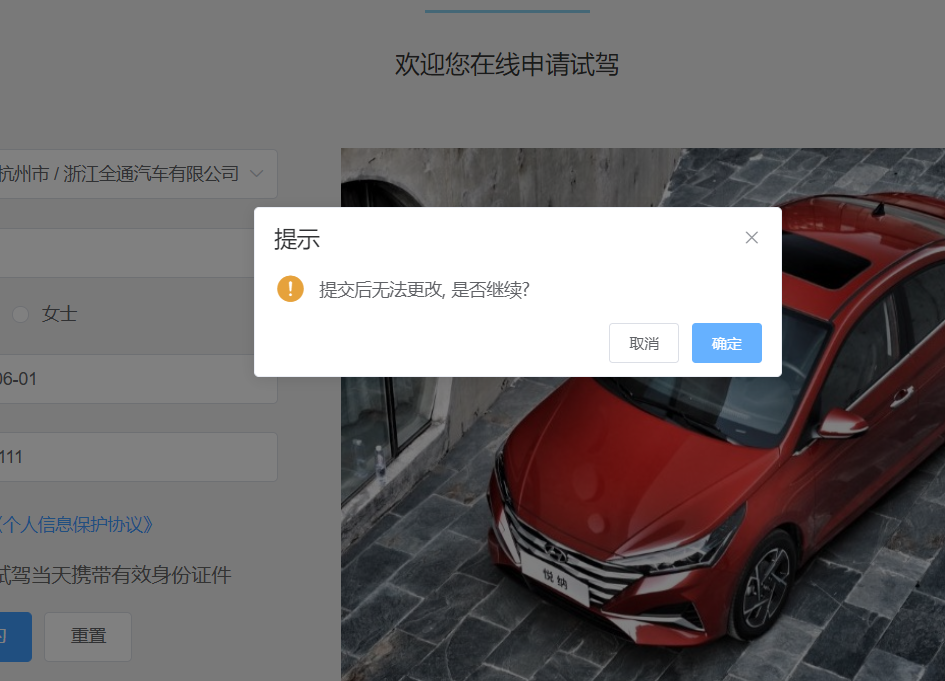 欢迎您在线申请试驾
杭州市 / 浙江全通汽车有限公司
提示
提交后无法更改, 是否继续?
取消
确定
女士
06-01
111
《个人信息保护协议》
试驾当天携带有效身份证件
重置
悦纳